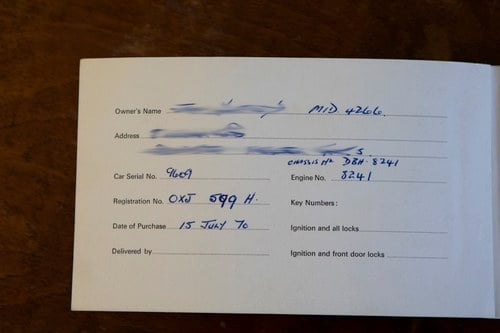 Owner's Name MID 4266.
Address
S.
CHASSIS Nº DBH. 8241
Car Serial No. 9609 Engine No. 8241
Registration No. OXJ 599 H. Key Numbers:
Date of Purchase 15 JULY 70 Ignition and all locks
Delivered by Ignition and front door locks